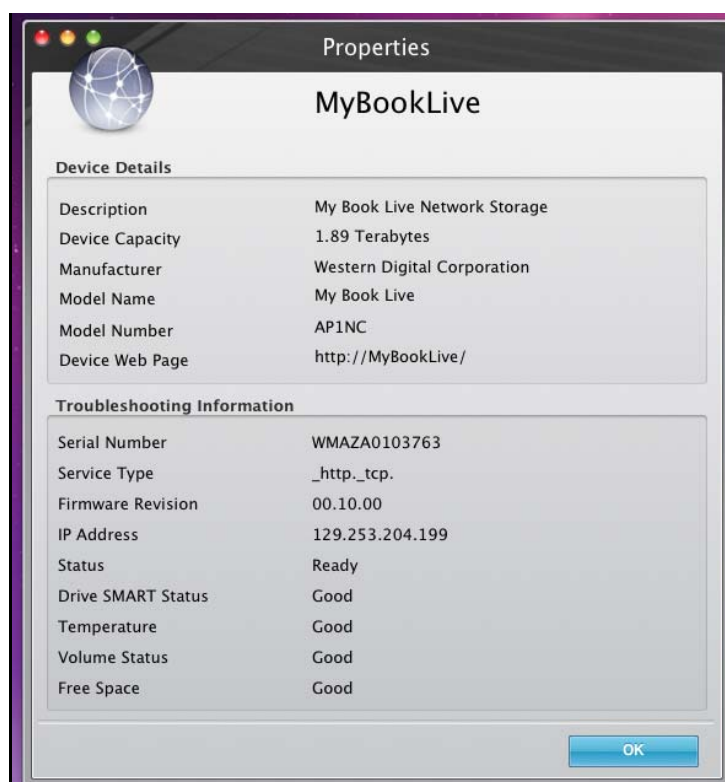 Properties
MyBookLive
Device Details
Description My Book Live Network Storage
Device Capacity 1.89 Terabytes
Manufacturer Western Digital Corporation
Model Name My Book Live
Model Number AP1NC
Device Web Page http://MyBookLive/
Troubleshooting Information
Serial Number WMAZA0103763
Service Type _http._tcp.
Firmware Revision 00.10.00
IP Address 129.253.204.199
Status Ready
Drive SMART Status Good
Temperature Good
Volume Status Good
Free Space Good
OK